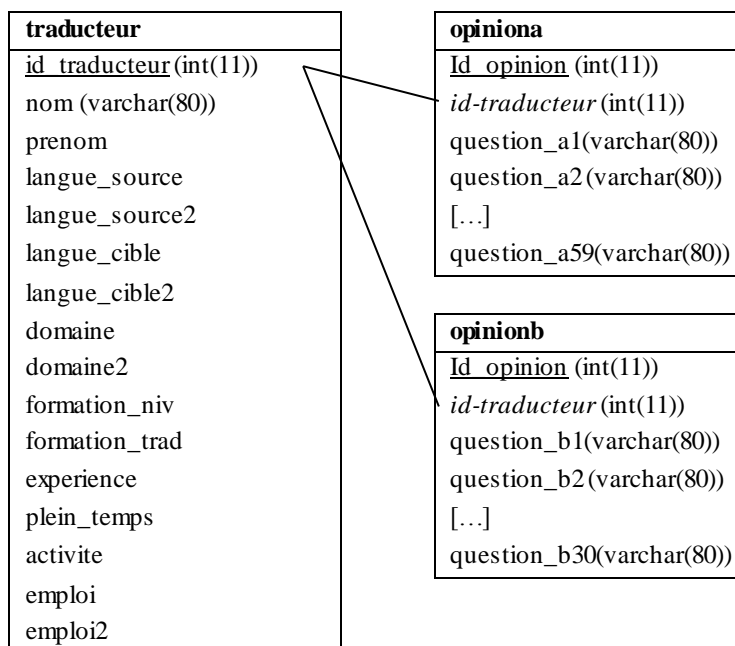 traducteur
id_traducteur (int(11))
nom (varchar(80))
prenom
langue_source
langue_source2
langue_cible
langue_cible2
domaine
domaine2
formation_niv
formation_trad
experience
plein_temps
activite
emploi
emploi2
opiniona
Id_opinion (int(11))
id-traducteur (int(11))
question_a1(varchar(80))
question_a2 (varchar(80))
[…]
question_a59(varchar(80))
opinionb
Id_opinion (int(11))
id-traducteur (int(11))
question_b1(varchar(80))
question_b2 (varchar(80))
[…]
question_b30(varchar(80))